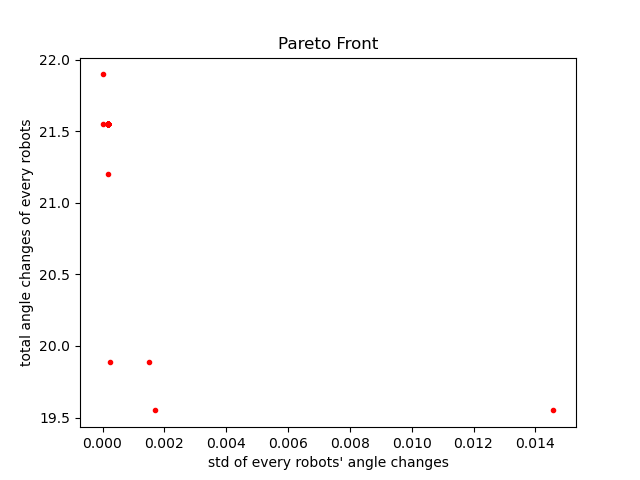 Pareto Front
total angle changes of every robots
22.0
21.5
21.0
20.5
20.0
19.5
0.000 0.002 0.004 0.006 0.008 0.010 0.012 0.014
std of every robots' angle changes